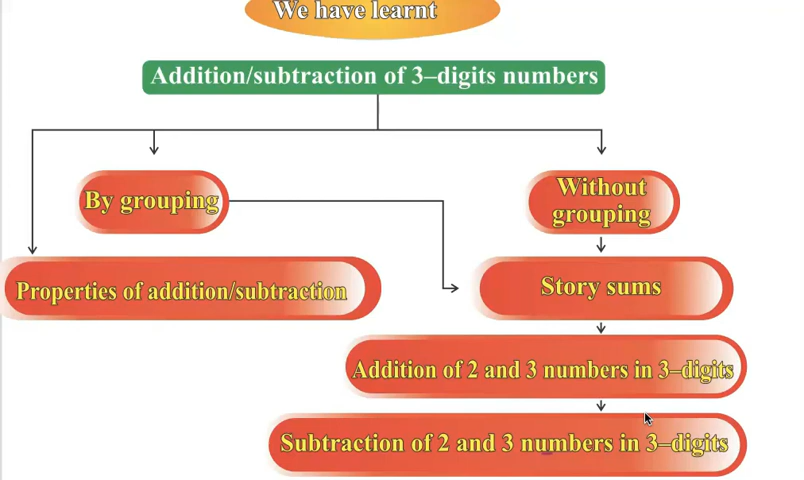 We have learnt
Addition/subtraction of 3–digits numbers
By grouping
Without
grouping
Properties of addition/subtraction
Story sums
Addition of 2 and 3 numbers in 3–digits
Subtraction of 2 and 3 numbers in 3–digits